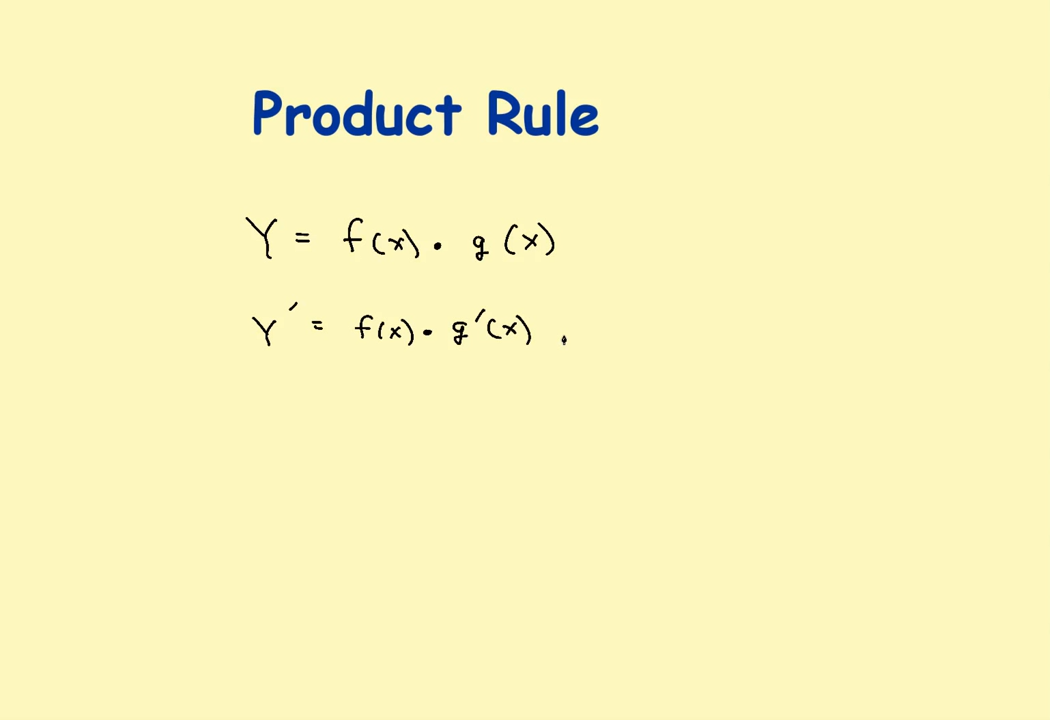 Product Rule
Y = f(x) · g(x)
Y′ = f(x) · g′(x)